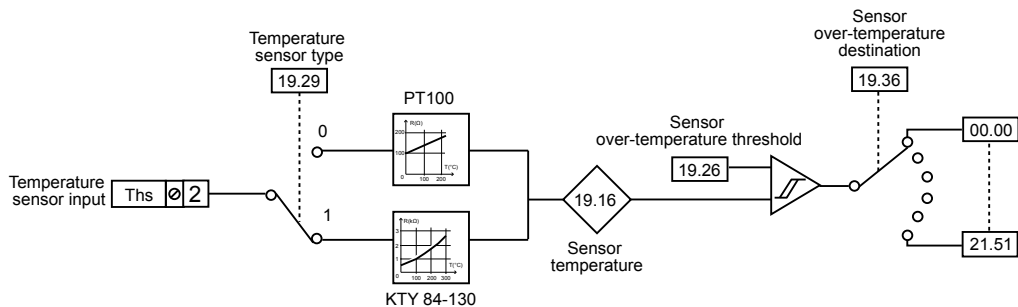 Sensor
over-temperature
destination
19.36
Temperature
sensor type
19.29
PT100
R(Ω)
200
100
T(°C)
100 200
0
Sensor
over-temperature threshold
19.26
00.00
Temperature
sensor input
Ths
2
1
19.16
Sensor
temperature
R(kΩ)
3
2
1
T(°C)
100 200 300
KTY 84-130
21.51